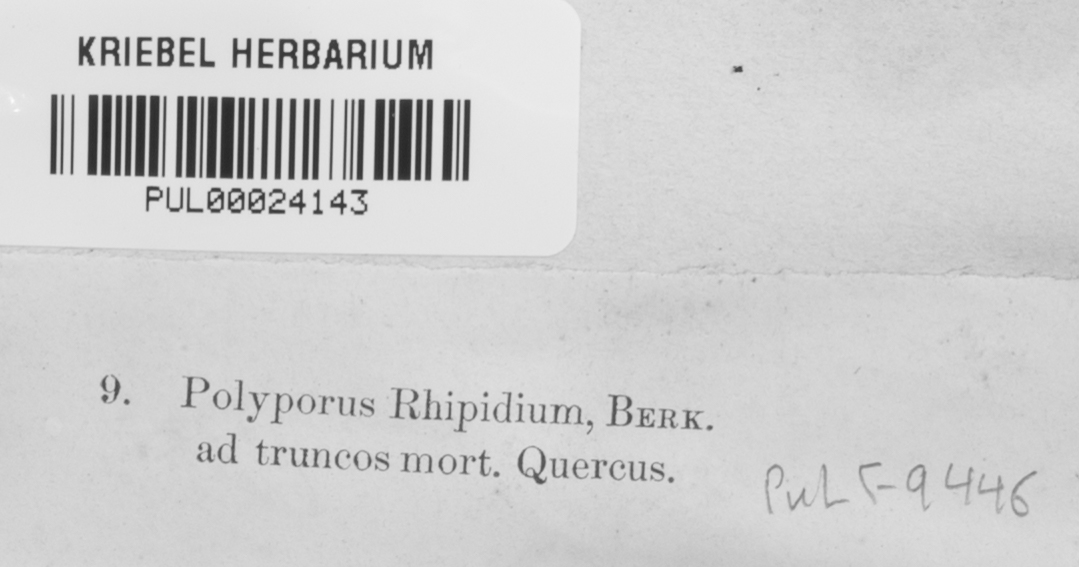 KRIEBEL HERBARIUM
PUL00024143
9. Polyporus Rhipidium, BERK.
ad truncos mort. Quercus.
PUL F-9446